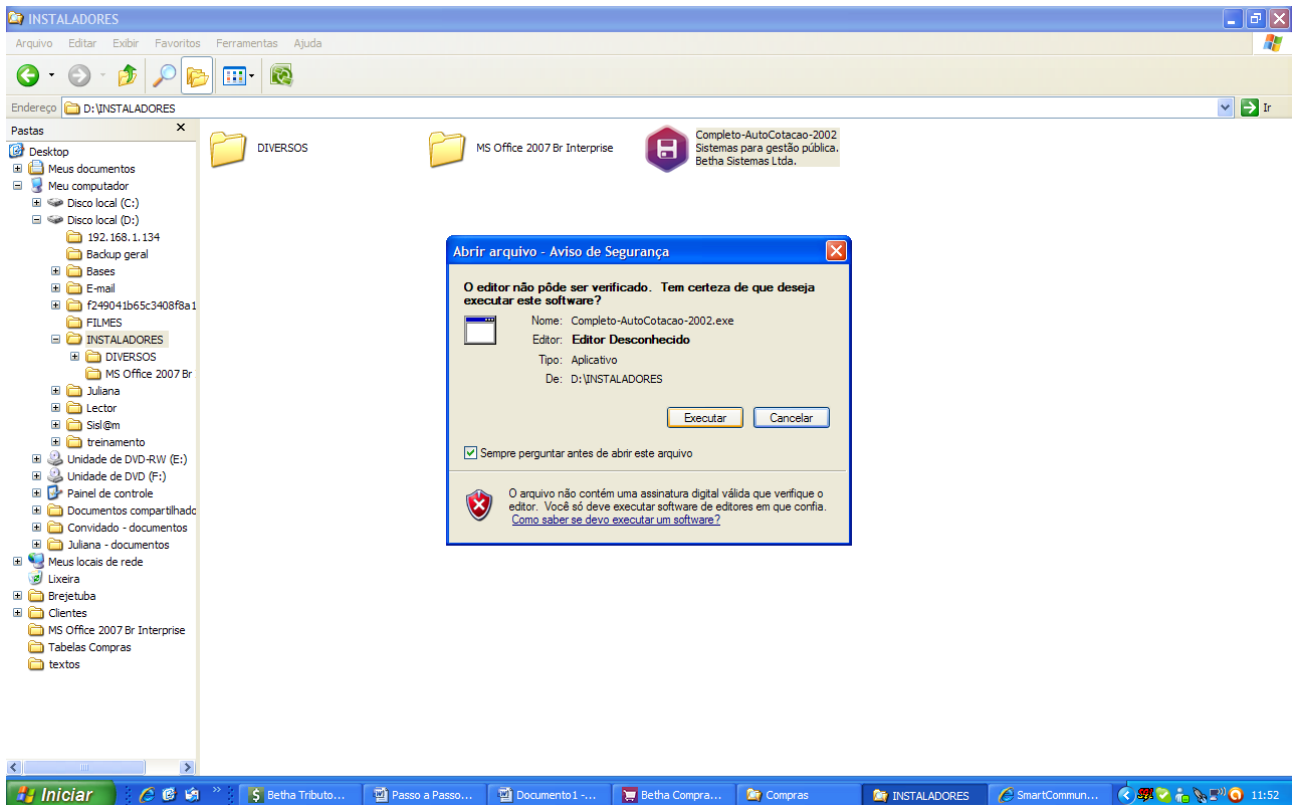 INSTALADORES
Arquivo Editar Exibir Favoritos Ferramentas Ajuda
Endereço D:\INSTALADORES Ir
Pastas
Desktop
Meus documentos
Meu computador
Disco local (C:)
Disco local (D:)
192.168.1.134
Backup geral
Bases
E-mail
f249041b65c3408f8a1
FILMES
INSTALADORES
DIVERSOS
MS Office 2007 Br
Juliana
Lector
Sisl@m
treinamento
Unidade de DVD-RW (E:)
Unidade de DVD (F:)
Painel de controle
Documentos compartilhado
Convidado - documentos
Juliana - documentos
Meus locais de rede
Lixeira
Brejetuba
Clientes
MS Office 2007 Br Interprise
Tabelas Compras
textos
DIVERSOS
MS Office 2007 Br Interprise
Completo-AutoCotacao-2002
Sistemas para gestão pública.
Betha Sistemas Ltda.
Abrir arquivo - Aviso de Segurança
O editor não pôde ser verificado. Tem certeza de que deseja
executar este software?
Nome: Completo-AutoCotacao-2002.exe
Editor: Editor Desconhecido
Tipo: Aplicativo
De: D:\INSTALADORES
Executar Cancelar
Sempre perguntar antes de abrir este arquivo
O arquivo não contém uma assinatura digital válida que verifique o
editor. Você só deve executar software de editores em que confia.
Como saber se devo executar um software?
Iniciar Betha Tributo... Passo a Passo... Documento1 -... Betha Compra... Compras INSTALADORES SmartCommun... 11:52